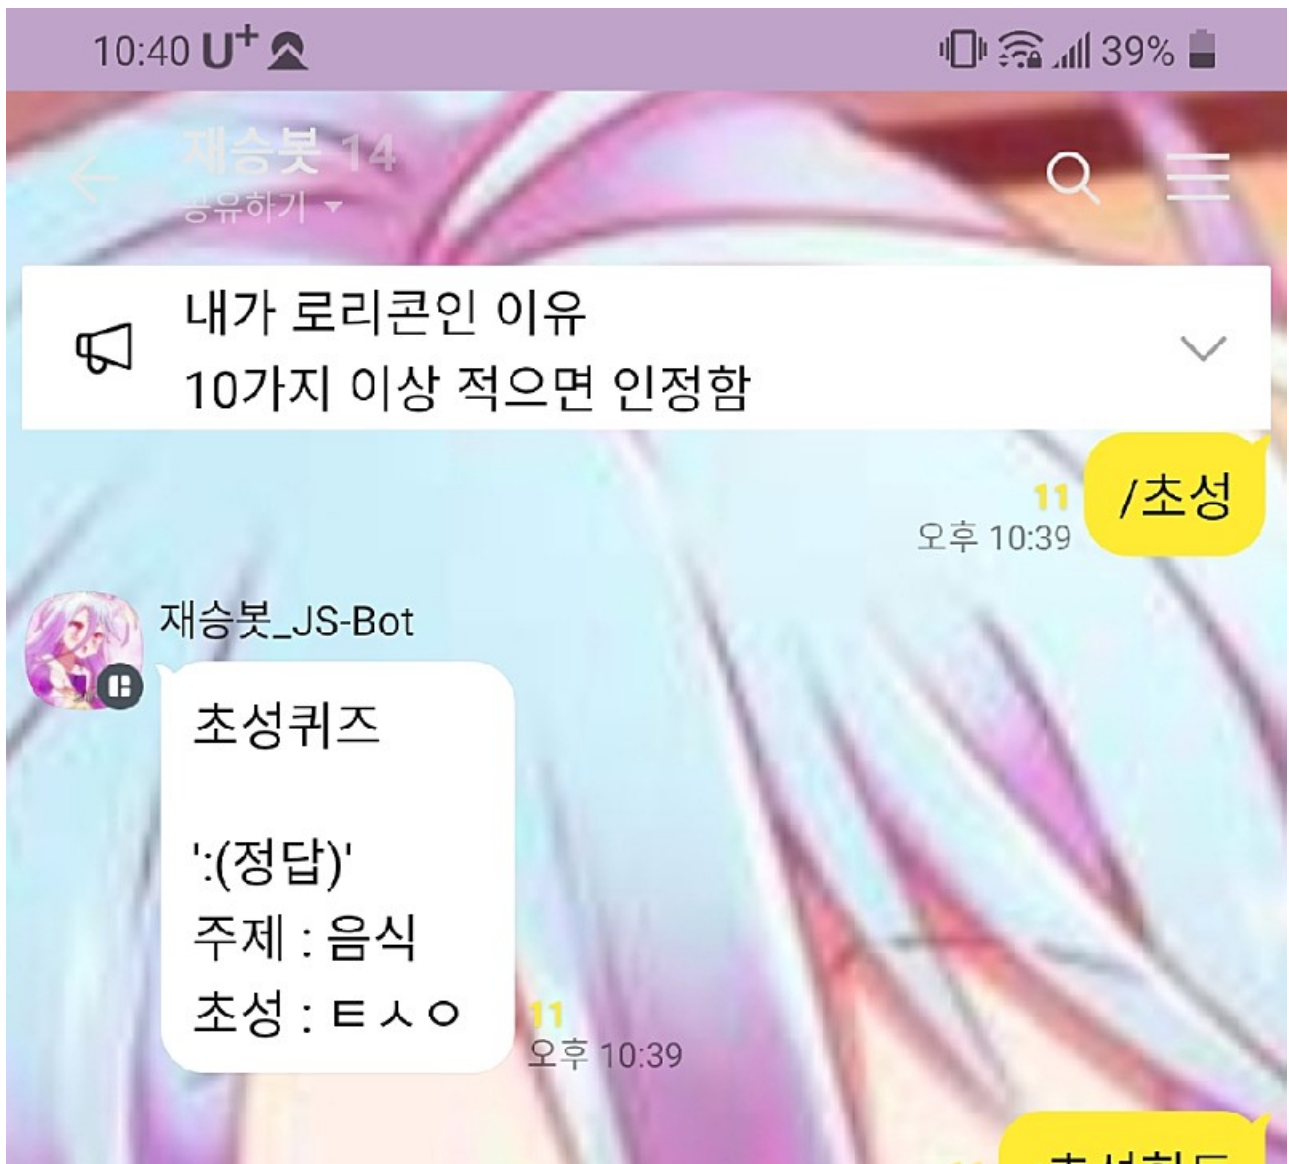 10:40 U+ 39%
재승봇 14
공유하기
내가 로리콘인 이유
10가지 이상 적으면 인정함
/초성
11
오후 10:39
재승봇_JS-Bot
초성퀴즈
':(정답)'
주제 : 음식
초성 : ㅌㅅㅇ
11
오후 10:39